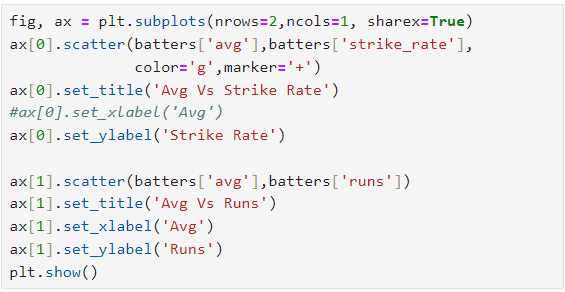 fig, ax = plt.subplots(nrows=2,ncols=1, sharex=True)
ax[0].scatter(batters['avg'],batters['strike_rate'],
              color='g',marker='+')
ax[0].set_title('Avg Vs Strike Rate')
#ax[0].set_xlabel('Avg')
ax[0].set_ylabel('Strike Rate')

ax[1].scatter(batters['avg'],batters['runs'])
ax[1].set_title('Avg Vs Runs')
ax[1].set_xlabel('Avg')
ax[1].set_ylabel('Runs')
plt.show()